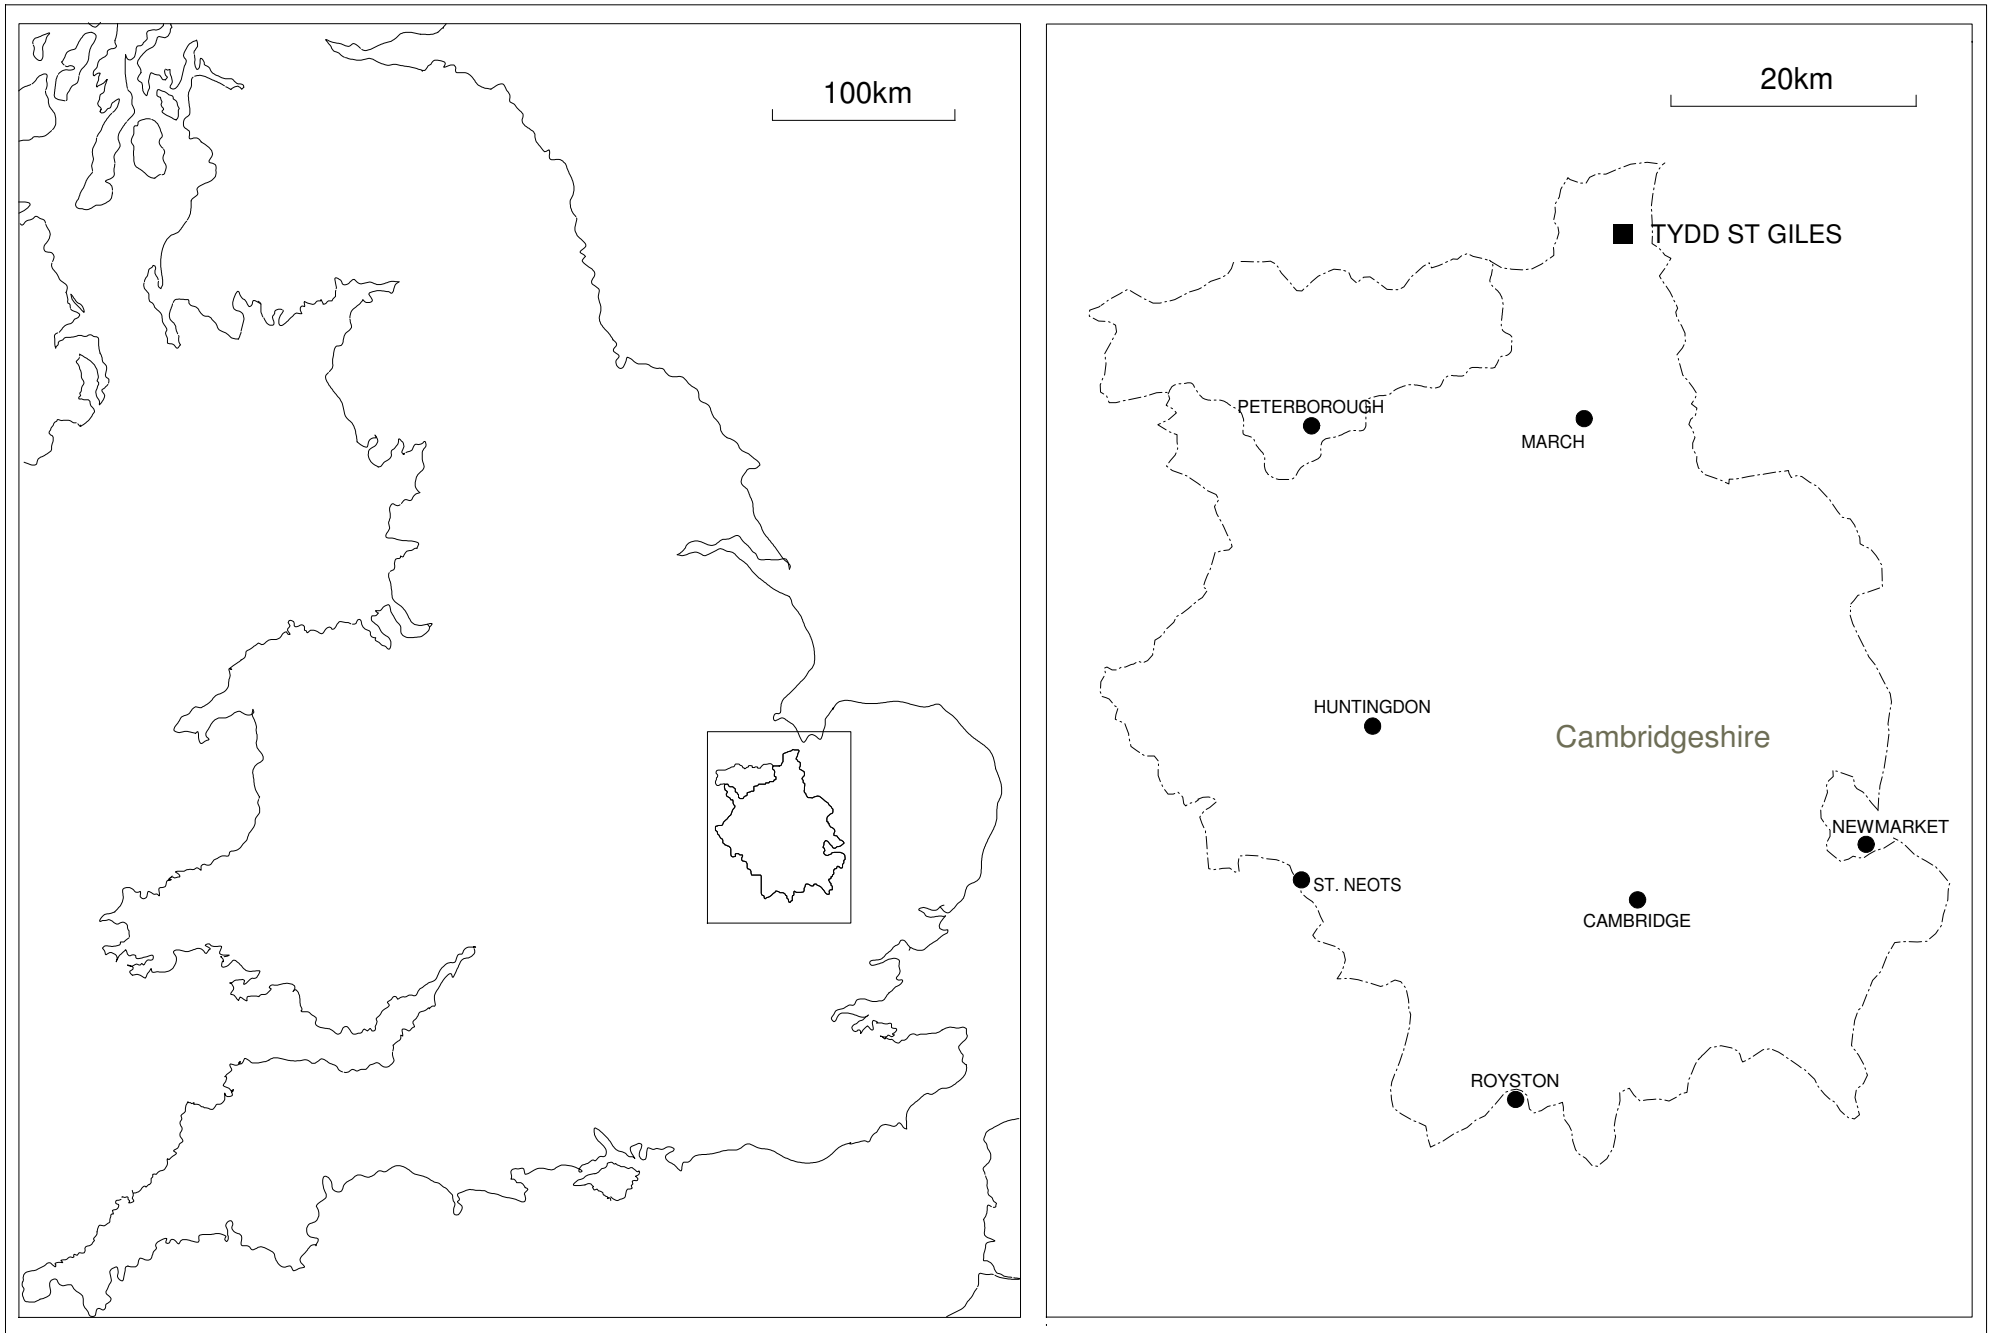 100km
20km
TYDD ST GILES
PETERBOROUGH
MARCH
HUNTINGDON
Cambridgeshire
NEWMARKET
ST. NEOTS
CAMBRIDGE
ROYSTON